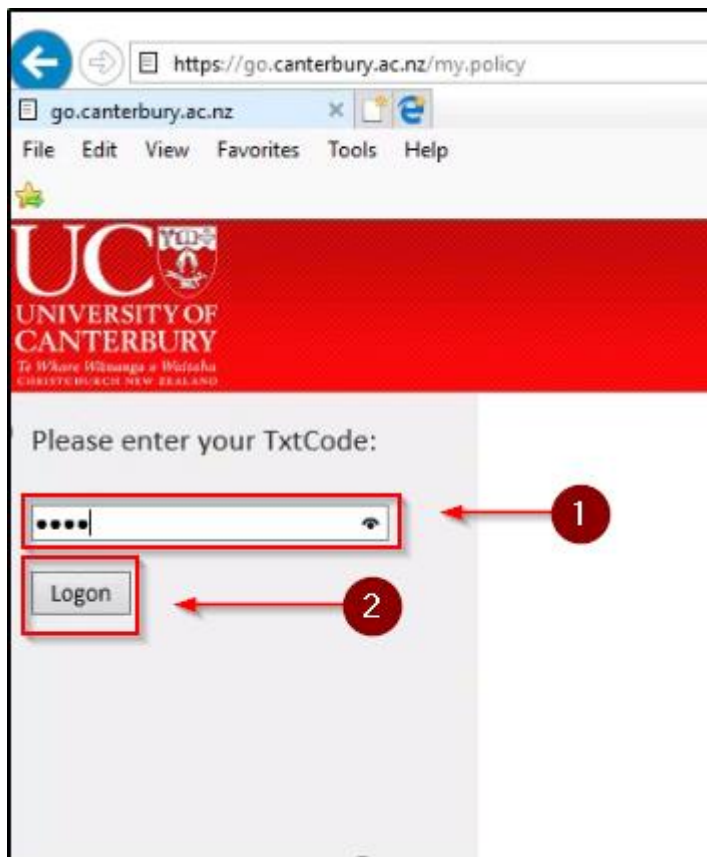 https://go.canterbury.ac.nz/my.policy
go.canterbury.ac.nz
File Edit View Favorites Tools Help
UC
UNIVERSITY OF
CANTERBURY
Te Whare Wānanga o Waitaha
CHRISTCHURCH NEW ZEALAND
Please enter your TxtCode:
1
Logon
2